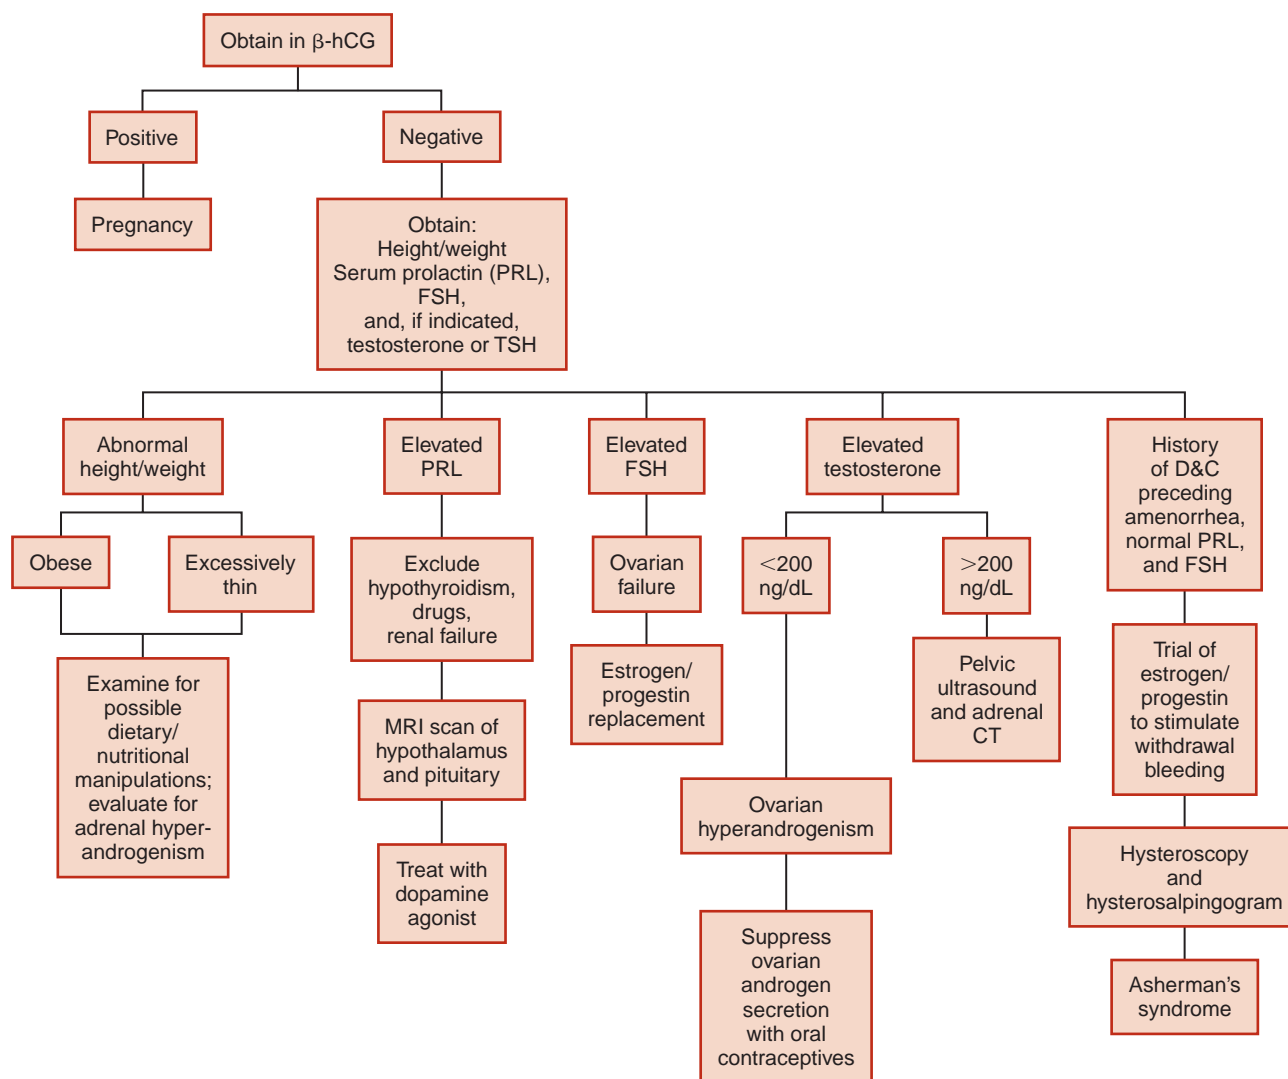 Obtain in β-hCG
Positive
Negative
Pregnancy
Obtain:
Height/weight
Serum prolactin (PRL),
FSH,
and, if indicated,
testosterone or TSH
Abnormal
height/weight
Elevated
PRL
Elevated
FSH
Elevated
testosterone
History
of D&C
preceding
amenorrhea,
normal PRL,
and FSH
Obese
Excessively
thin
Exclude
hypothyroidism,
drugs,
renal failure
Ovarian
failure
<200
ng/dL
>200
ng/dL
Examine for
possible
dietary/
nutritional
manipulations;
evaluate for
adrenal hyper-
androgenism
MRI scan of
hypothalamus
and pituitary
Estrogen/
progestin
replacement
Pelvic
ultrasound
and adrenal
CT
Trial of
estrogen/
progestin
to stimulate
withdrawal
bleeding
Treat with
dopamine
agonist
Ovarian
hyperandrogenism
Hysteroscopy
and
hysterosalpingogram
Suppress
ovarian
androgen
secretion
with oral
contraceptives
Asherman's
syndrome